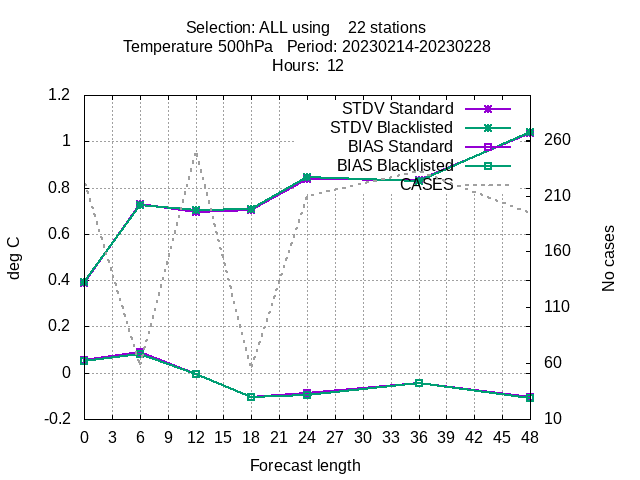 Selection: ALL using    22 stations
Temperature 500hPa   Period: 20230214-20230228
Hours:  12
STDV Standard
STDV Blacklisted
BIAS Standard
BIAS Blacklisted
CASES
1.2
1
0.8
0.6
0.4
0.2
0
-0.2
deg C
260
210
160
110
60
10
No cases
0 3 6 9 12 15 18 21 24 27 30 33 36 39 42 45 48
Forecast length